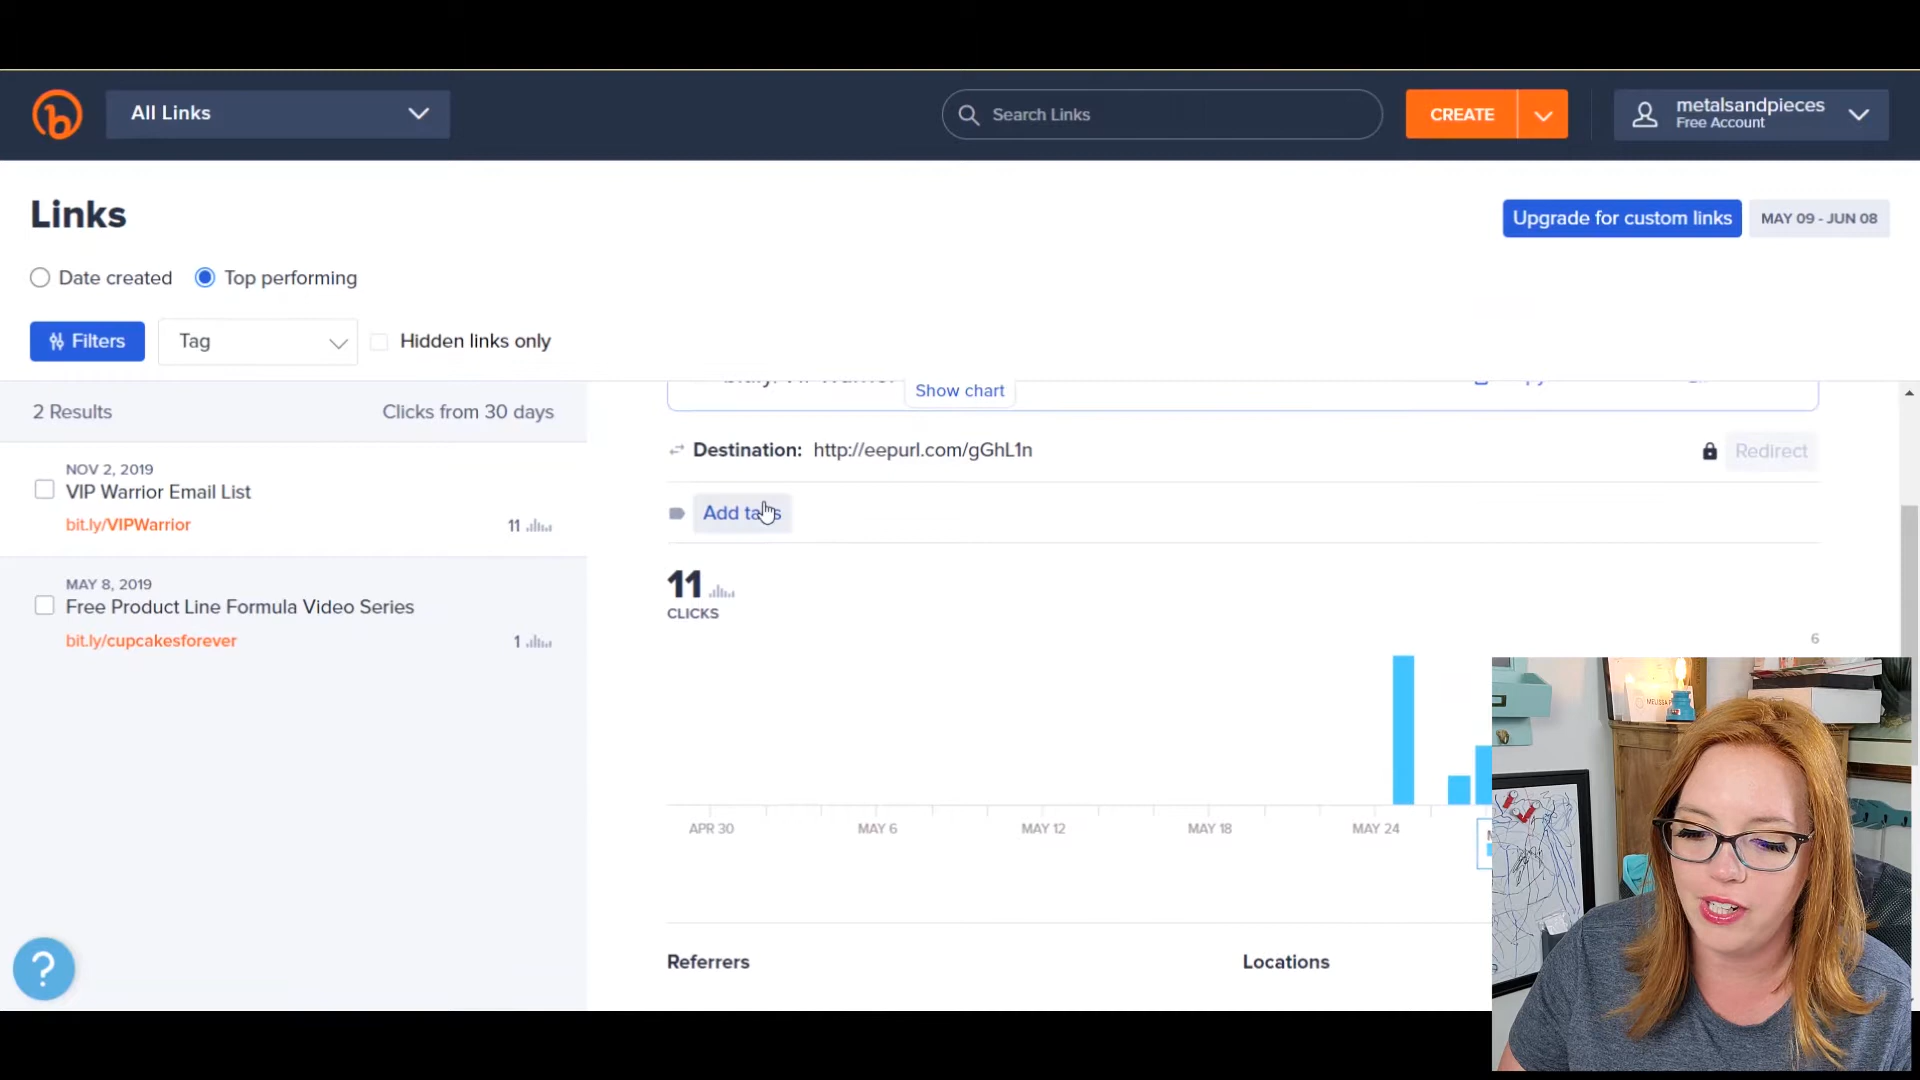 All Links
Search Links
CREATE
metalsandpieces
Free Account
Links
Upgrade for custom links
MAY 09 - JUN 08
Date created
Top performing
Filters
Tag
Hidden links only
2 Results
Clicks from 30 days
NOV 2, 2019
VIP Warrior Email List
bit.ly/VIPWarrior
11
MAY 8, 2019
Free Product Line Formula Video Series
bit.ly/cupcakesforever
1
Show chart
Destination: http://eepurl.com/gGhL1n
Redirect
Add
11
CLICKS
6
APR 30
MAY 6
MAY 12
MAY 18
MAY 24
Referrers
Locations
?